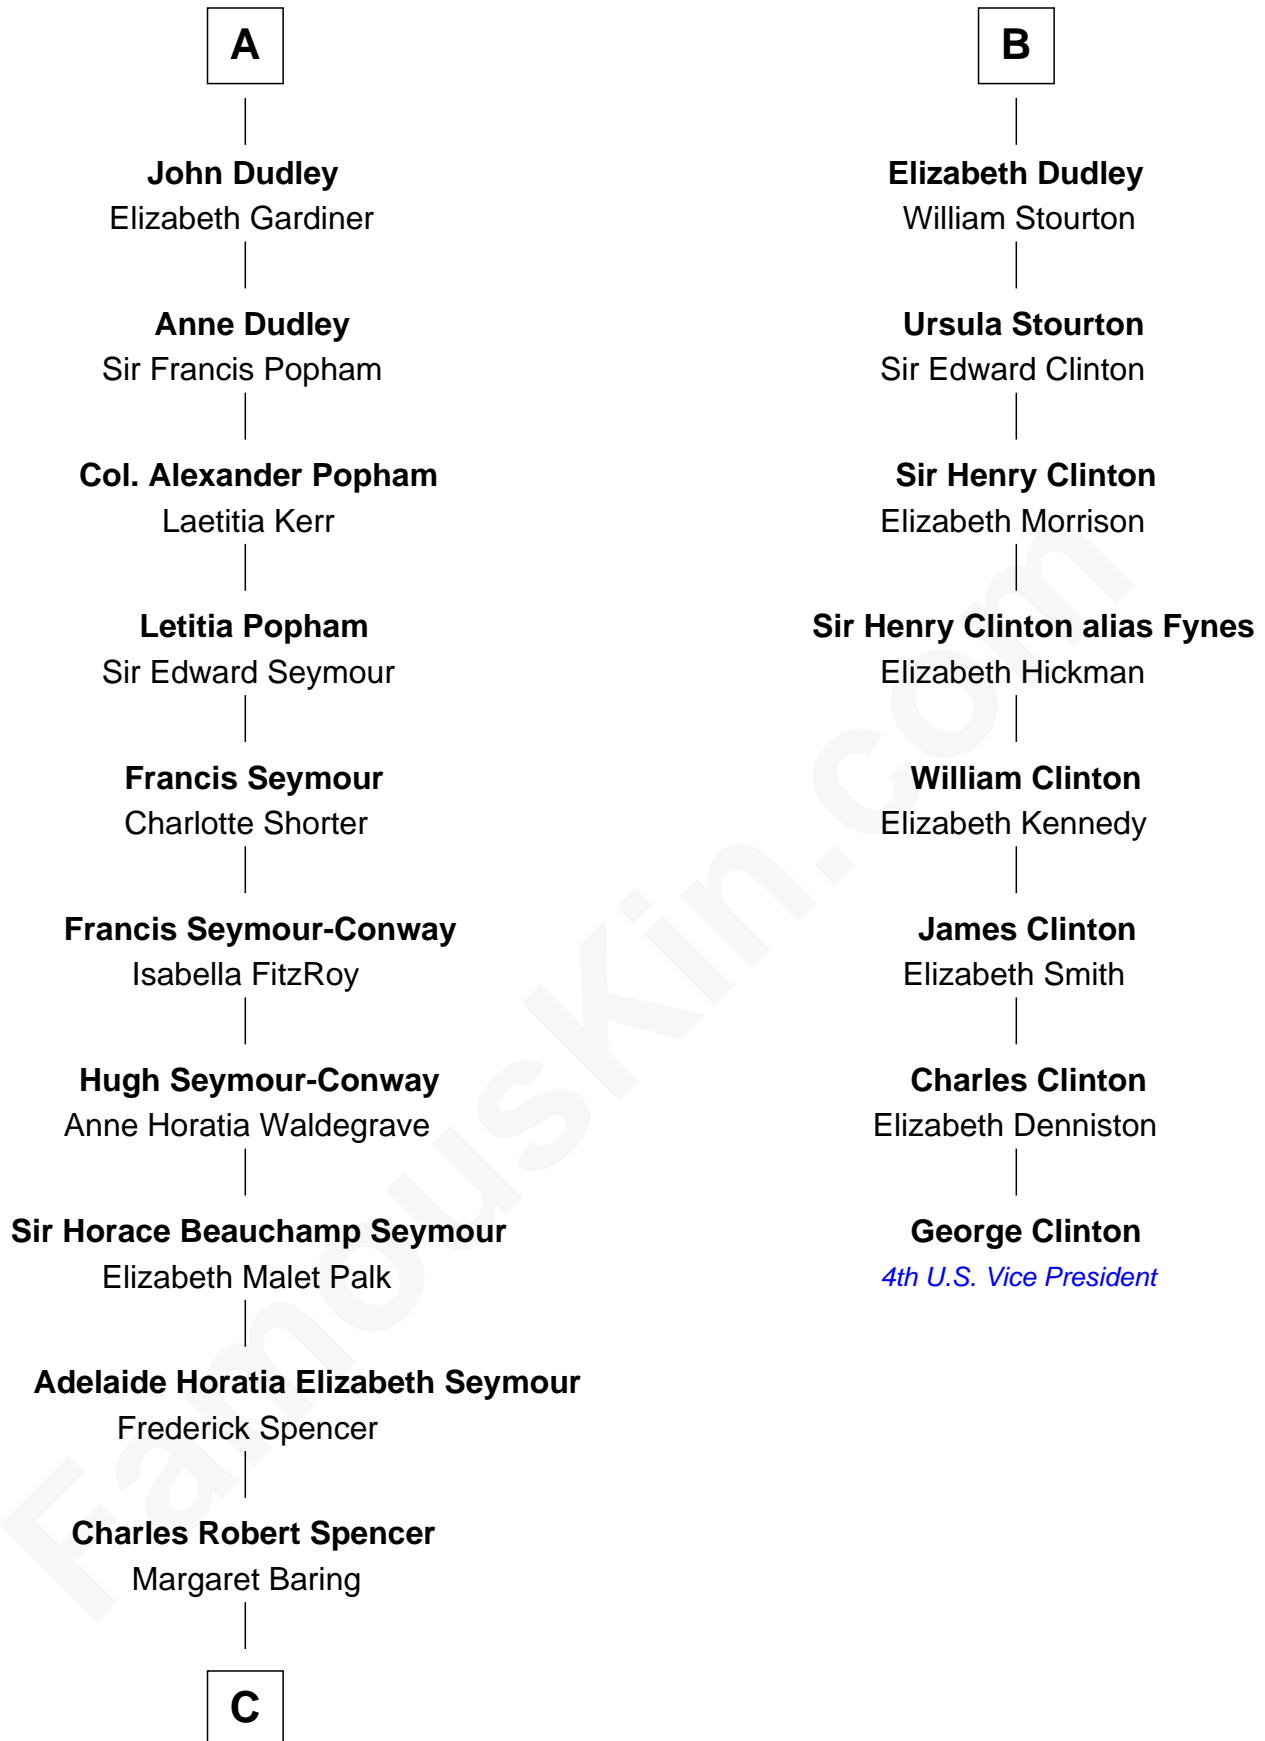 A
John Dudley
Elizabeth Gardiner
Anne Dudley
Sir Francis Popham
Col. Alexander Popham
Laetitia Kerr
Letitia Popham
Sir Edward Seymour
Francis Seymour
Charlotte Shorter
Francis Seymour-Conway
Isabella FitzRoy
Hugh Seymour-Conway
Anne Horatia Waldegrave
Sir Horace Beauchamp Seymour
Elizabeth Malet Palk
Adelaide Horatia Elizabeth Seymour
Frederick Spencer
Charles Robert Spencer
Margaret Baring
C
B
Elizabeth Dudley
William Stourton
Ursula Stourton
Sir Edward Clinton
Sir Henry Clinton
Elizabeth Morrison
Sir Henry Clinton alias Fynes
Elizabeth Hickman
William Clinton
Elizabeth Kennedy
James Clinton
Elizabeth Smith
Charles Clinton
Elizabeth Denniston
George Clinton
4th U.S. Vice President
FamousKin.com